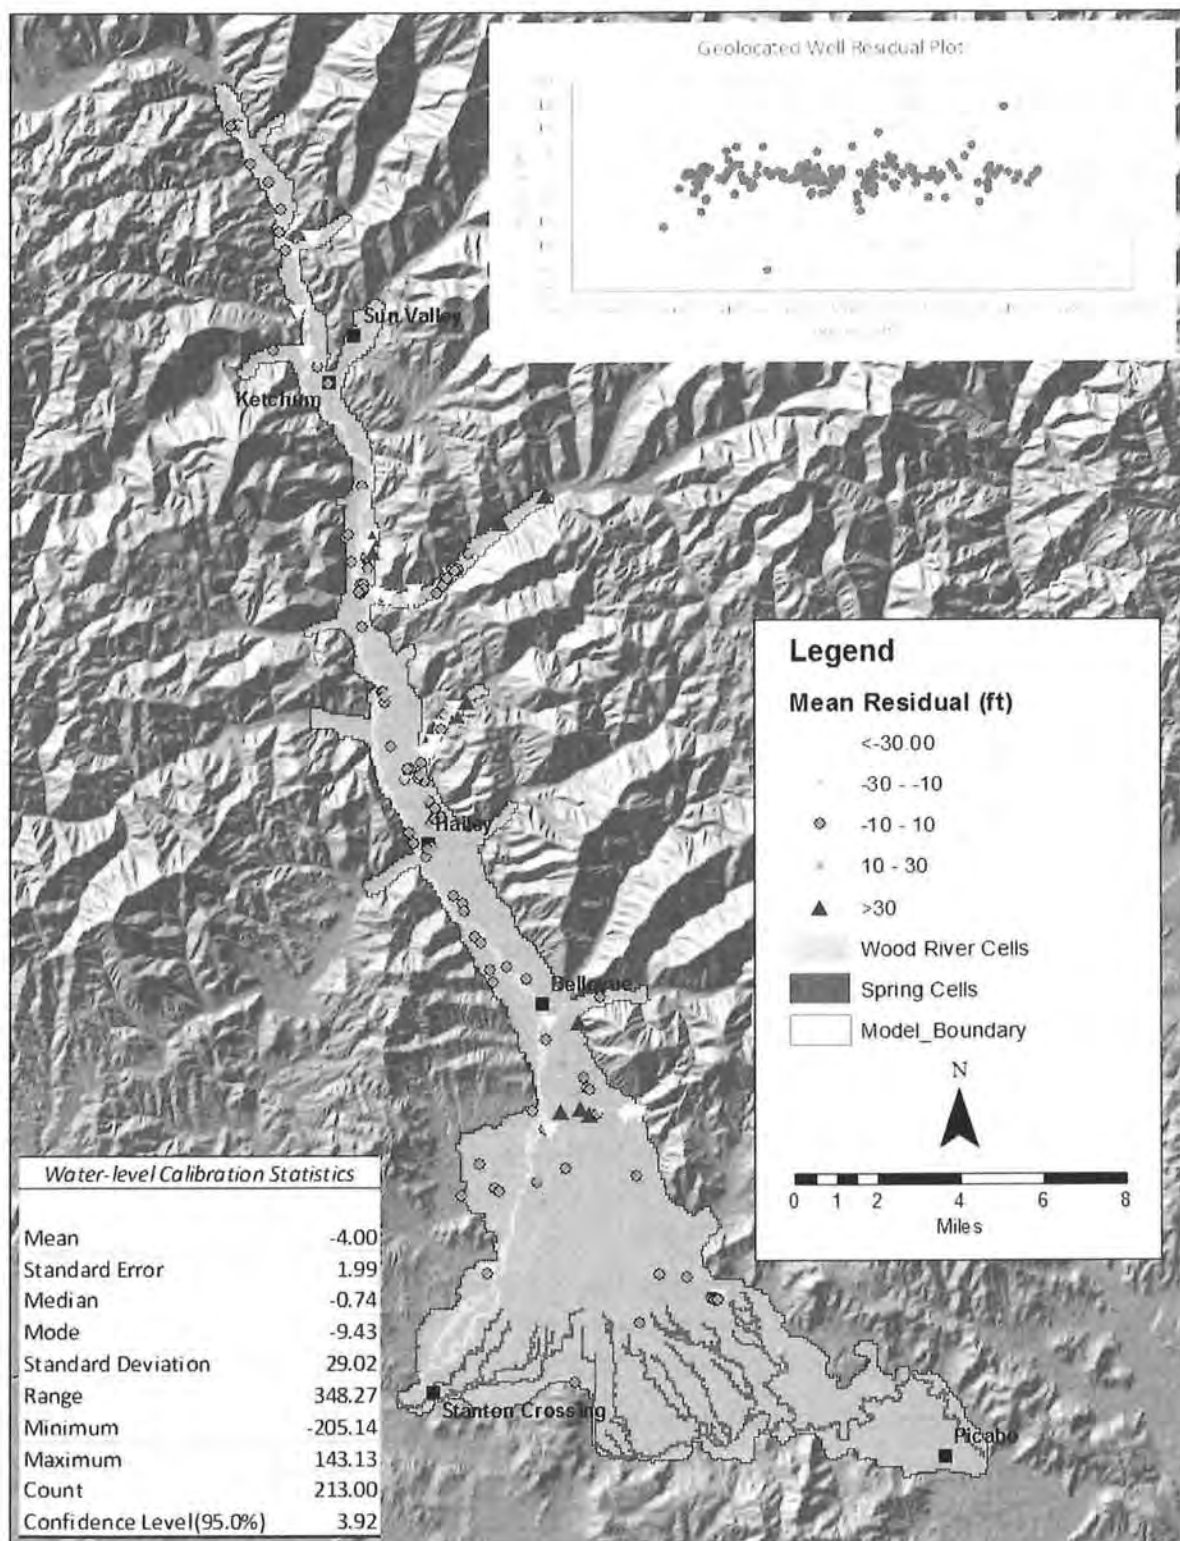 Geolocated Well Residual Plot
Sun Valley
Ketchum
Hailey
Bellevue
Stanton Crossing
Picabo
Legend
Mean Residual (ft)
<-30.00
-30 - -10
-10 - 10
10 - 30
>30
Wood River Cells
Spring Cells
Model_Boundary
N
0 1 2 4 6 8
Miles
Water-level Calibration Statistics
Mean -4.00
Standard Error 1.99
Median -0.74
Mode -9.43
Standard Deviation 29.02
Range 348.27
Minimum -205.14
Maximum 143.13
Count 213.00
Confidence Level(95.0%) 3.92